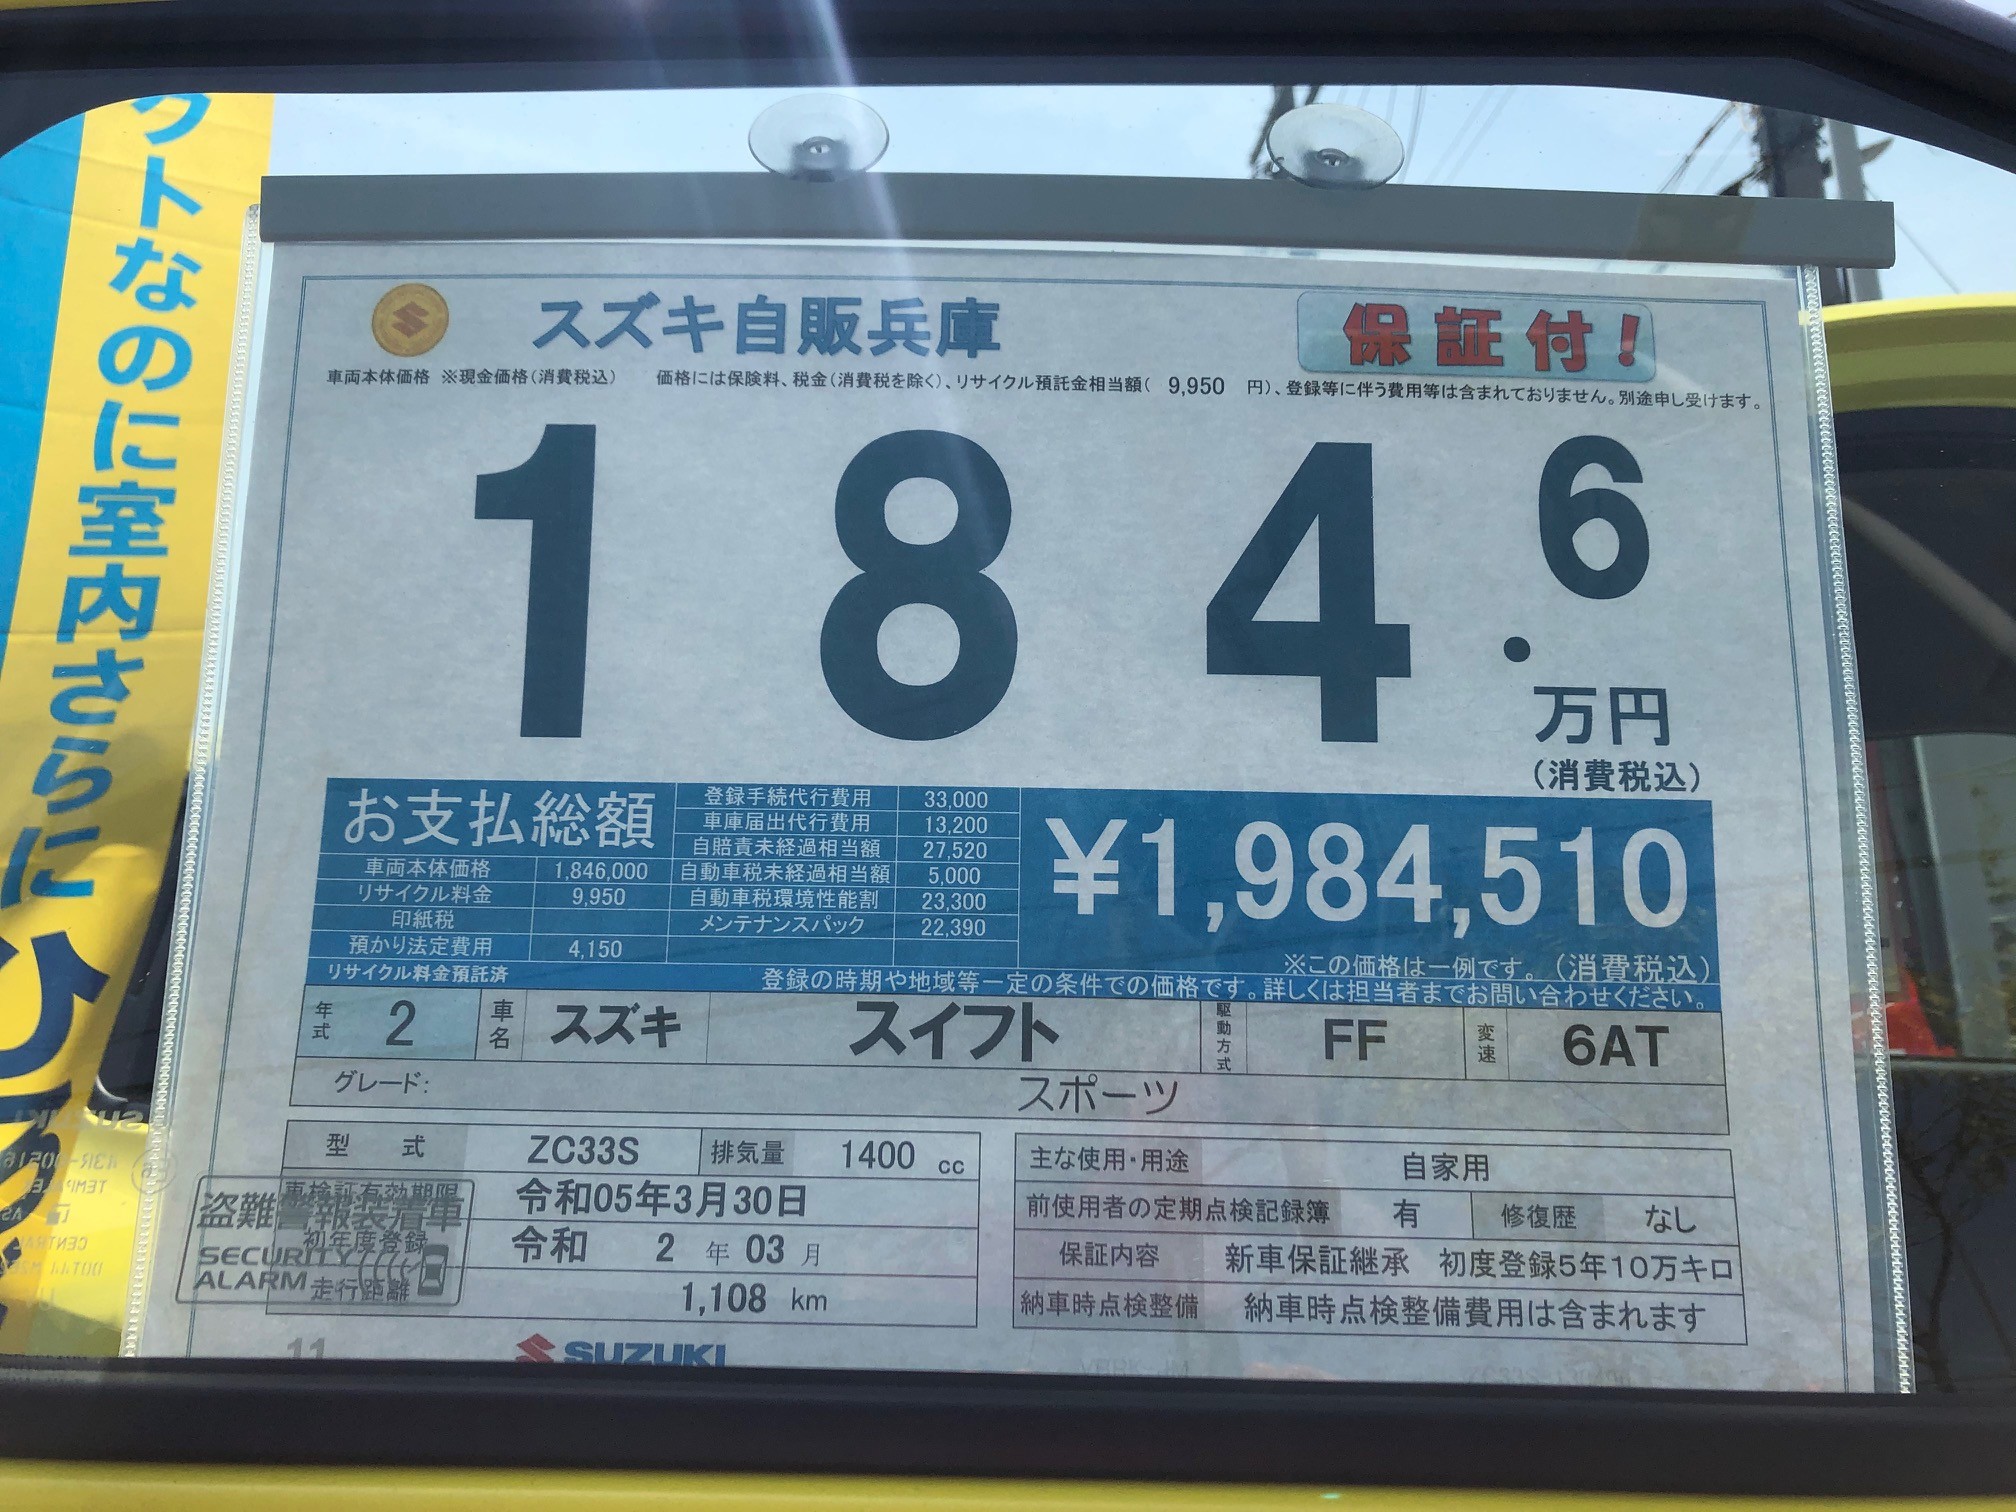 クトなのに室内さらにひ
スズキ自販兵庫
保証付！
車両本体価格 ※現金価格（消費税込） 価格には保険料、税金（消費税を除く）、リサイクル預託金相当額（ 9,950 円）、登録等に伴う費用等は含まれておりません。別途申し受けます。
184.6
万円
（消費税込）
お支払総額
車両本体価格 1,846,000
リサイクル料金 9,950
印紙税
預かり法定費用 4,150
リサイクル料金預託済
登録手続代行費用 33,000
車庫届出代行費用 13,200
自賠責未経過相当額 27,520
自動車税未経過相当額 5,000
自動車税環境性能割 23,300
メンテナンスパック 22,390
¥1,984,510
※この価格は一例です。（消費税込）
登録の時期や地域等一定の条件での価格です。詳しくは担当者までお問い合わせください。
年式 2 車名 スズキ スイフト 駆動方式 FF 変速 6AT
グレード: スポーツ
型式 ZC33S 排気量 1400 cc
車検証有効期限 令和05年3月30日
初年度登録 令和 2 年 03 月
走行距離 1,108 km
主な使用・用途 自家用
前使用者の定期点検記録簿 有 修復歴 なし
保証内容 新車保証継承 初度登録5年10万キロ
納車時点検整備 納車時点検整備費用は含まれます
盗難警報装着車
SECURITY
ALARM
11
SUZUKI